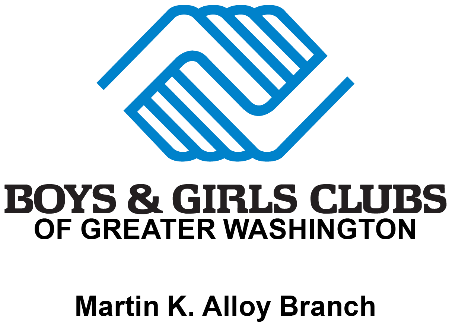 BOYS & GIRLS CLUBS
OF GREATER WASHINGTON
Martin K. Alloy Branch